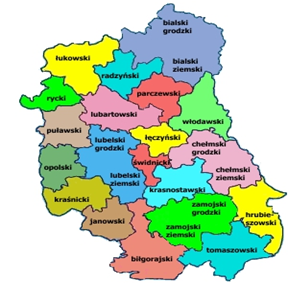 bialski
grodzki
łukowski
bialski
ziemski
radzyński
rycki
parczewski
lubartowski
włodawski
puławski
łęczyński
lubelski
grodzki
chełmski
grodzki
opolski
świdnicki
chełmski
ziemski
lubelski
ziemski
krasnostawski
kraśnicki
zamojski
grodzki
janowski
hrubie-
szowski
zamojski
ziemski
tomaszowski
biłgorajski